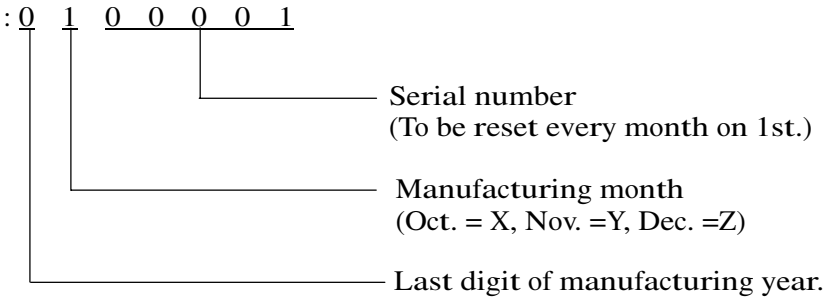 : 0 1 0 0 0 0 1
Serial number
(To be reset every month on 1st.)
Manufacturing month
(Oct. = X, Nov. =Y, Dec. =Z)
Last digit of manufacturing year.